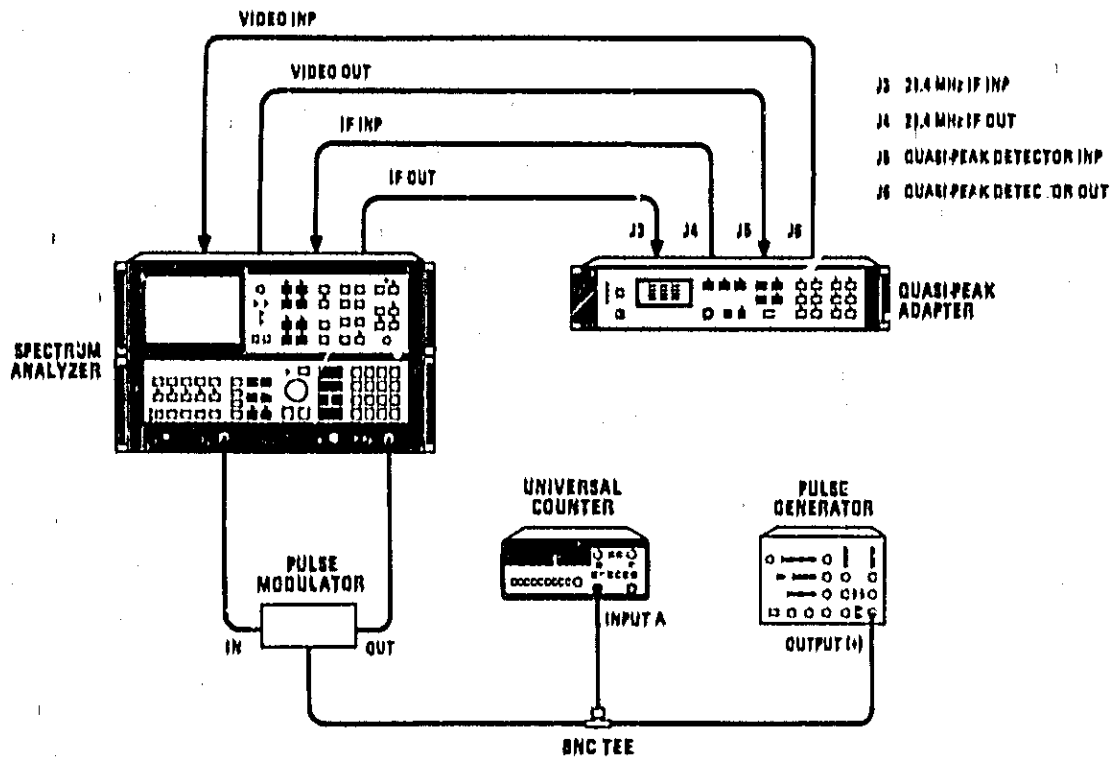 VIDEO INP
VIDEO OUT
IF INP
IF OUT
J3 21.4 MHz IF INP
J4 21.4 MHz IF OUT
J5 QUASI-PEAK DETECTOR INP
J6 QUASI-PEAK DETECTOR OUT
J3 J4 J5 J6
SPECTRUM
ANALYZER
QUASI-PEAK
ADAPTER
PULSE
MODULATOR
IN
OUT
UNIVERSAL
COUNTER
INPUT A
PULSE
GENERATOR
OUTPUT (+)
BNC TEE